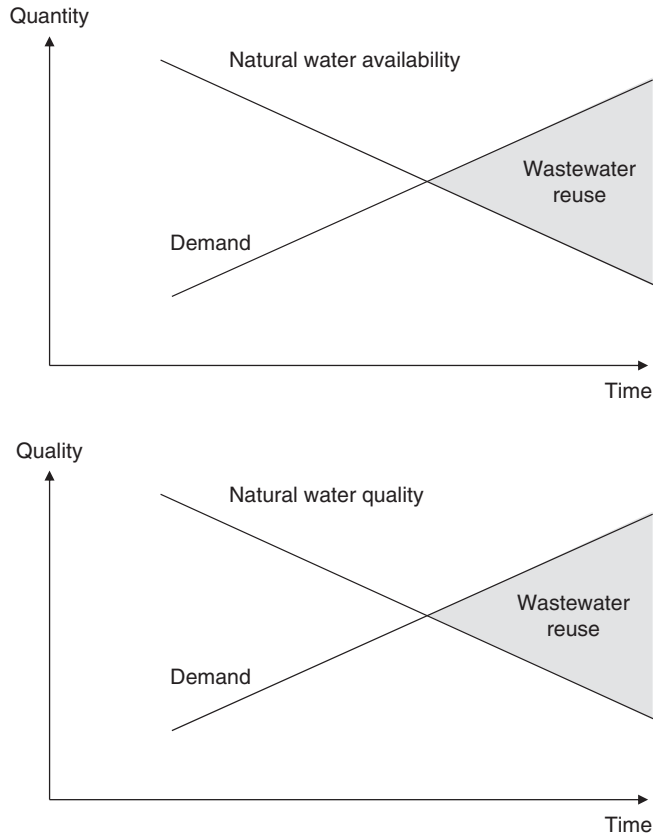 Quantity
Natural water availability
Wastewater
reuse
Demand
Time
Quality
Natural water quality
Wastewater
reuse
Demand
Time